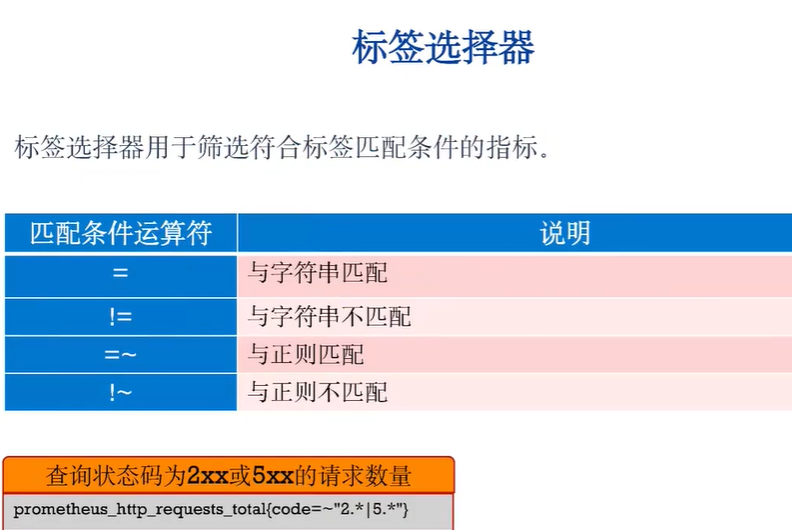 标签选择器
标签选择器用于筛选符合标签匹配条件的指标。
匹配条件运算符 说明
= 与字符串匹配
!= 与字符串不匹配
=~ 与正则匹配
!~ 与正则不匹配
查询状态码为2xx或5xx的请求数量
prometheus_http_requests_total{code=~"2.*|5.*"}